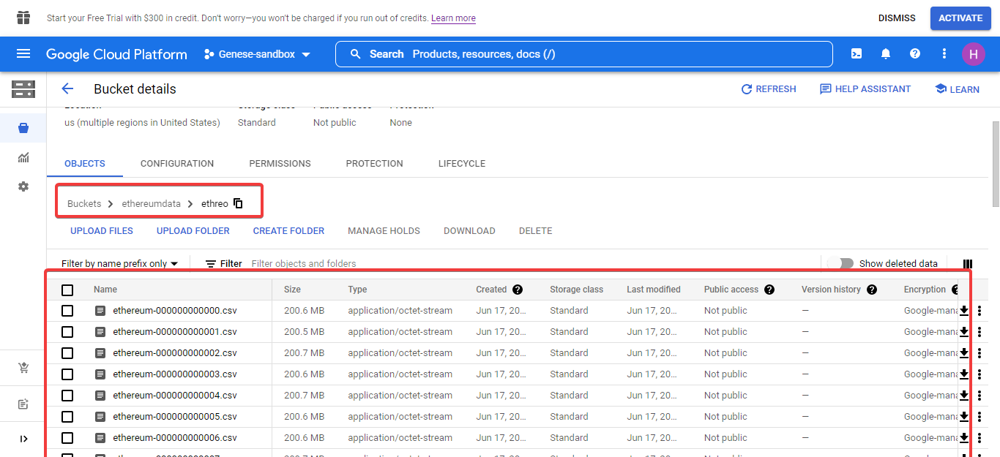 Start your Free Trial with $300 in credit. Don't worry—you won't be charged if you run out of credits. Learn more
DISMISS
ACTIVATE
Google Cloud Platform
Genese-sandbox
Search Products, resources, docs (/)
H
Bucket details
REFRESH
HELP ASSISTANT
LEARN
Location Storage class Public access Protection
us (multiple regions in United States) Standard Not public None
OBJECTS CONFIGURATION PERMISSIONS PROTECTION LIFECYCLE
Buckets > ethereumdata > ethreo
UPLOAD FILES UPLOAD FOLDER CREATE FOLDER MANAGE HOLDS DOWNLOAD DELETE
Filter by name prefix only Filter Filter objects and folders Show deleted data
Name Size Type Created Storage class Last modified Public access Version history Encryption
ethereum-000000000000.csv 200.6 MB application/octet-stream Jun 17, 20... Standard Jun 17, 20... Not public — Google-mana
ethereum-000000000001.csv 200.5 MB application/octet-stream Jun 17, 20... Standard Jun 17, 20... Not public — Google-mana
ethereum-000000000002.csv 200.7 MB application/octet-stream Jun 17, 20... Standard Jun 17, 20... Not public — Google-mana
ethereum-000000000003.csv 200.6 MB application/octet-stream Jun 17, 20... Standard Jun 17, 20... Not public — Google-mana
ethereum-000000000004.csv 200.7 MB application/octet-stream Jun 17, 20... Standard Jun 17, 20... Not public — Google-mana
ethereum-000000000005.csv 200.6 MB application/octet-stream Jun 17, 20... Standard Jun 17, 20... Not public — Google-mana
ethereum-000000000006.csv 200.6 MB application/octet-stream Jun 17, 20... Standard Jun 17, 20... Not public — Google-mana